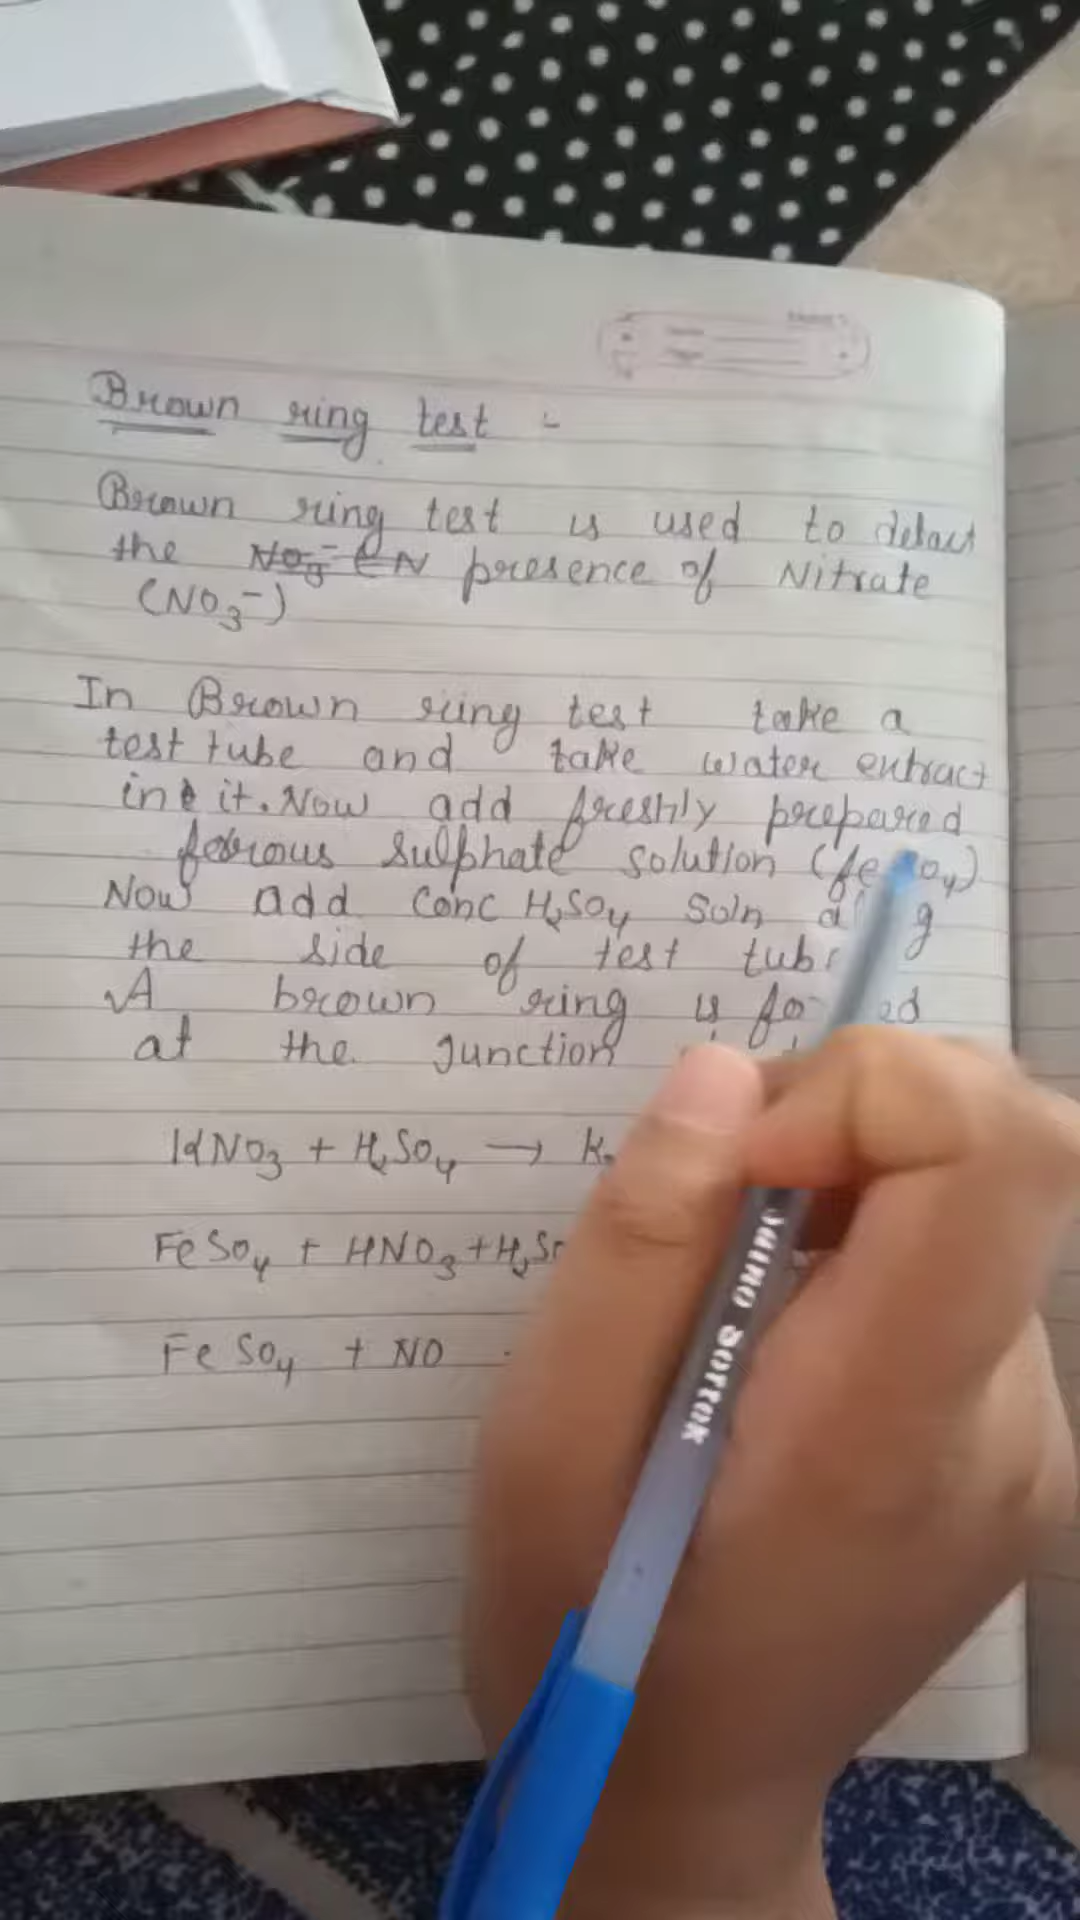 Brown ring test :-
Brown ring test is used to detact
the presence of Nitrate
(NO3-)
In Brown ring test take a
test tube and take water extract
in it. Now add freshly prepared
ferrous sulphate solution
Now add Conc H2SO4 Soln
the side of test
A brown ring is
at the junction
KNO3 + H2SO4 →
FeSO4 + HNO3 +
FeSO4 + NO